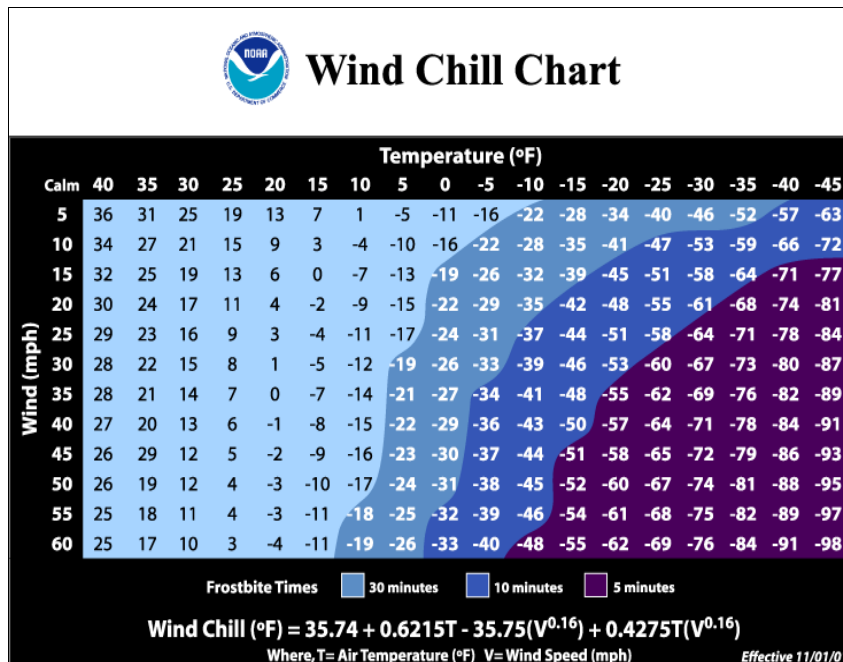 NOAA
Wind Chill Chart
Temperature (ºF)
Calm 40 35 30 25 20 15 10 5 0 -5 -10 -15 -20 -25 -30 -35 -40 -45
Wind (mph)
5 36 31 25 19 13 7 1 -5 -11 -16 -22 -28 -34 -40 -46 -52 -57 -63
10 34 27 21 15 9 3 -4 -10 -16 -22 -28 -35 -41 -47 -53 -59 -66 -72
15 32 25 19 13 6 0 -7 -13 -19 -26 -32 -39 -45 -51 -58 -64 -71 -77
20 30 24 17 11 4 -2 -9 -15 -22 -29 -35 -42 -48 -55 -61 -68 -74 -81
25 29 23 16 9 3 -4 -11 -17 -24 -31 -37 -44 -51 -58 -64 -71 -78 -84
30 28 22 15 8 1 -5 -12 -19 -26 -33 -39 -46 -53 -60 -67 -73 -80 -87
35 28 21 14 7 0 -7 -14 -21 -27 -34 -41 -48 -55 -62 -69 -76 -82 -89
40 27 20 13 6 -1 -8 -15 -22 -29 -36 -43 -50 -57 -64 -71 -78 -84 -91
45 26 29 12 5 -2 -9 -16 -23 -30 -37 -44 -51 -58 -65 -72 -79 -86 -93
50 26 19 12 4 -3 -10 -17 -24 -31 -38 -45 -52 -60 -67 -74 -81 -88 -95
55 25 18 11 4 -3 -11 -18 -25 -32 -39 -46 -54 -61 -68 -75 -82 -89 -97
60 25 17 10 3 -4 -11 -19 -26 -33 -40 -48 -55 -62 -69 -76 -84 -91 -98
Frostbite Times 30 minutes 10 minutes 5 minutes
Wind Chill (ºF) = 35.74 + 0.6215T - 35.75(V^0.16) + 0.4275T(V^0.16)
Where, T= Air Temperature (ºF) V= Wind Speed (mph) Effective 11/01/0